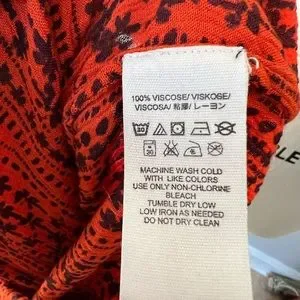 100% VISCOSE/ VISKOSE/
VISCOSA/ 粘膠/ レーヨン
MACHINE WASH COLD
WITH LIKE COLORS
USE ONLY NON-CHLORINE
BLEACH
TUMBLE DRY LOW
LOW IRON AS NEEDED
DO NOT DRY CLEAN
LE